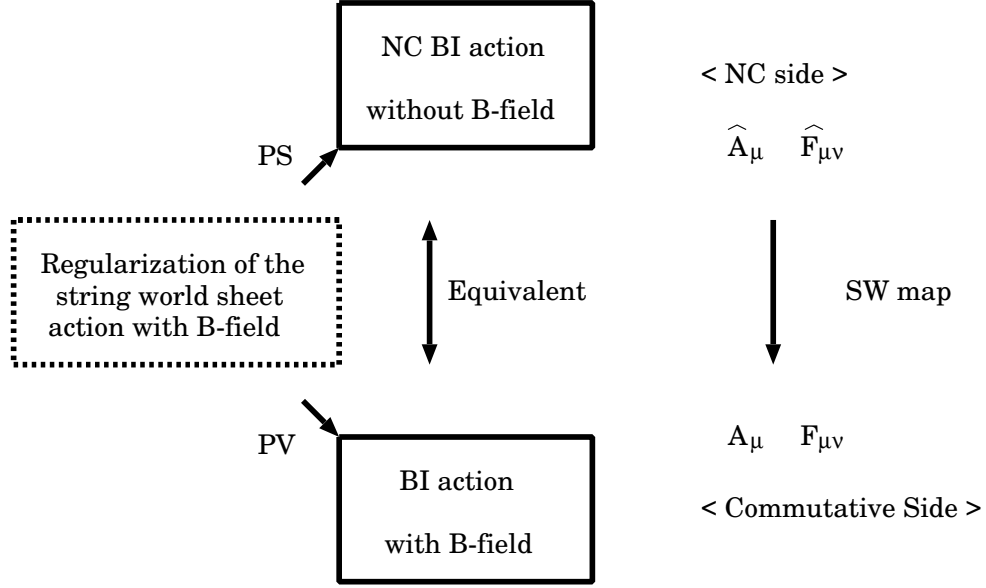 NC BI action
without B-field
< NC side >
PS
Â_μ F̂_μν
Regularization of the
string world sheet
action with B-field
Equivalent
SW map
PV
A_μ F_μν
BI action
with B-field
< Commutative Side >